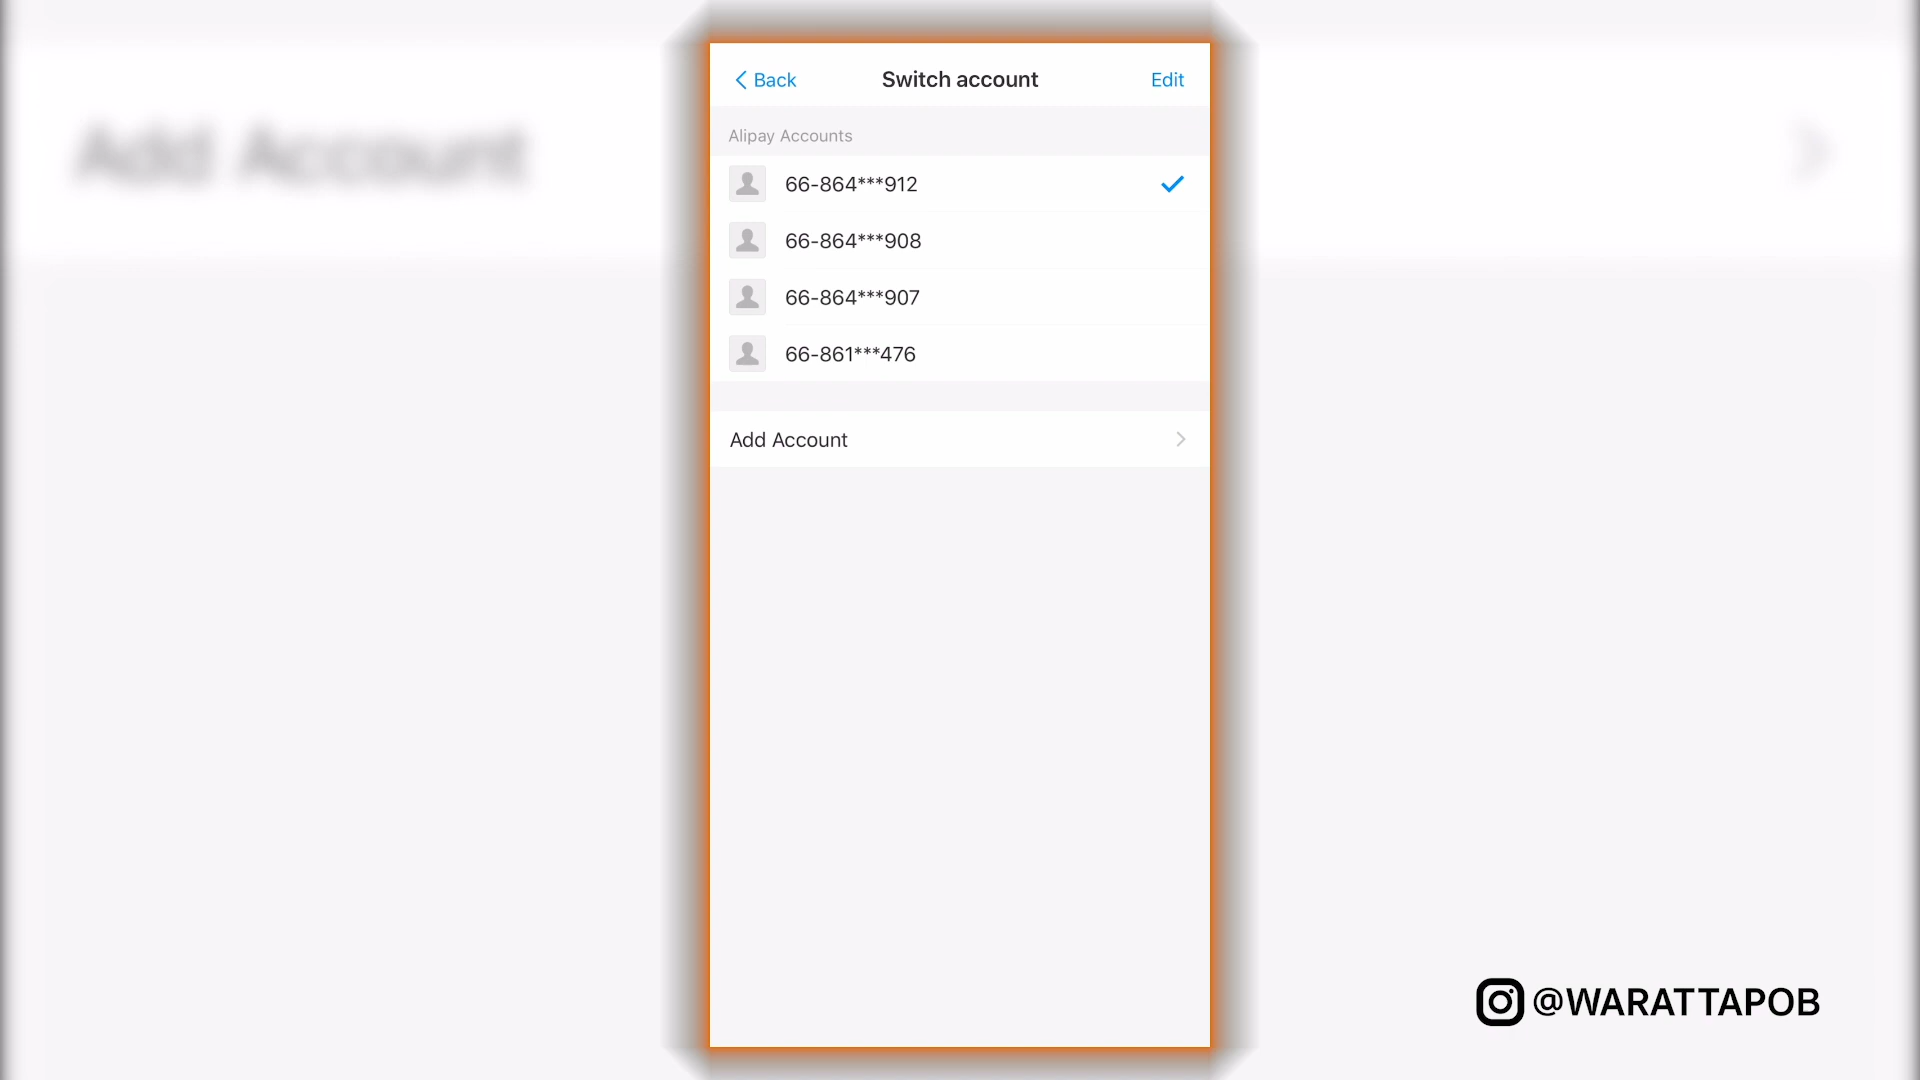 Back
Switch account
Edit
Alipay Accounts
66-864***912
66-864***908
66-864***907
66-861***476
Add Account
Add Account
@WARATTAPOB